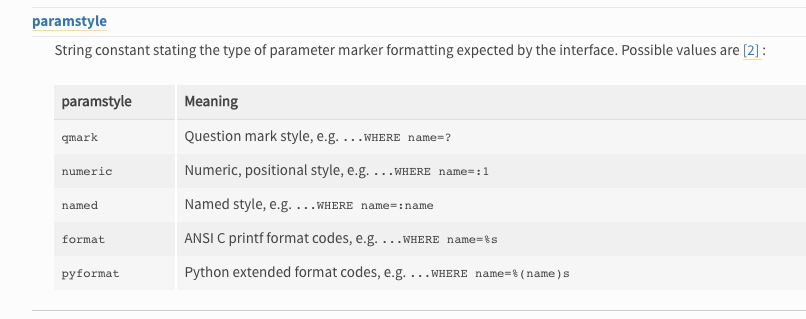 paramstyle
String constant stating the type of parameter marker formatting expected by the interface. Possible values are [2] :
paramstyle Meaning
qmark Question mark style, e.g. ...WHERE name=?
numeric Numeric, positional style, e.g. ...WHERE name=:1
named Named style, e.g. ...WHERE name=:name
format ANSI C printf format codes, e.g. ...WHERE name=%s
pyformat Python extended format codes, e.g. ...WHERE name=%(name)s